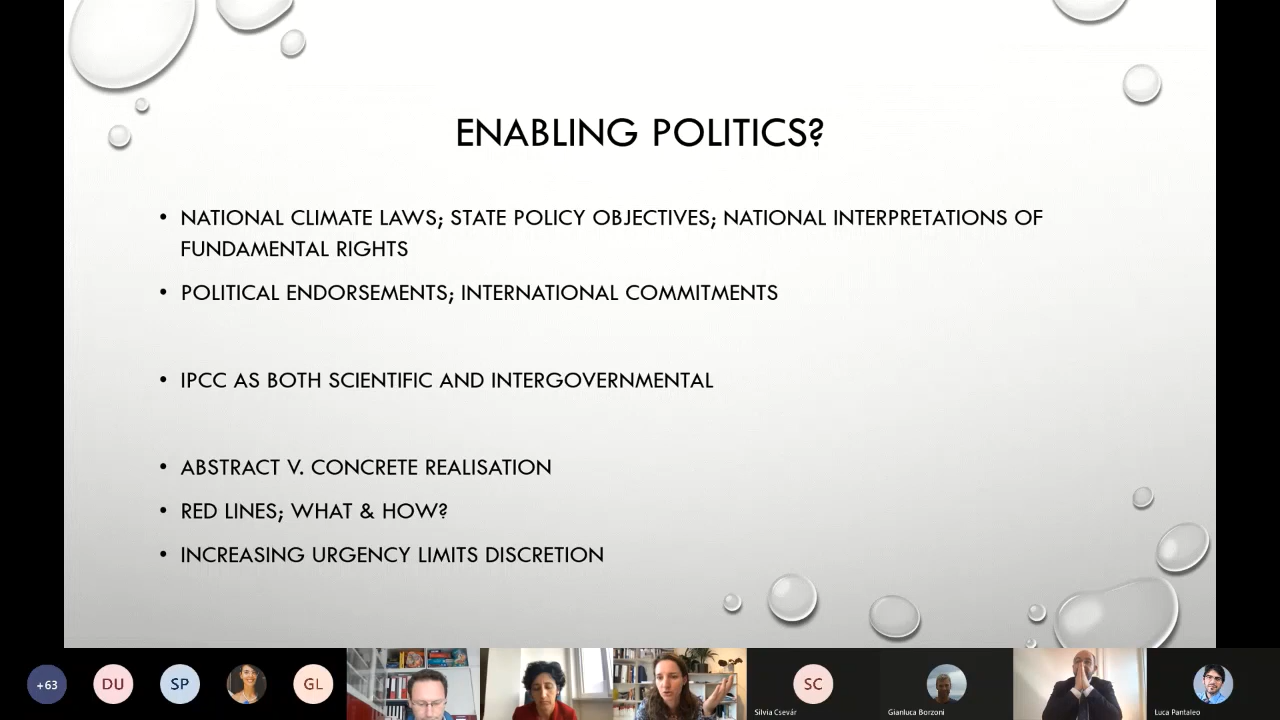 ENABLING POLITICS?
• NATIONAL CLIMATE LAWS; STATE POLICY OBJECTIVES; NATIONAL INTERPRETATIONS OF
FUNDAMENTAL RIGHTS
• POLITICAL ENDORSEMENTS; INTERNATIONAL COMMITMENTS
• IPCC AS BOTH SCIENTIFIC AND INTERGOVERNMENTAL
• ABSTRACT V. CONCRETE REALISATION
• RED LINES; WHAT & HOW?
• INCREASING URGENCY LIMITS DISCRETION
+63
DU
SP
GL
SC
Silvia Csevár
Gianluca Borzoni
Luca Pantaleo